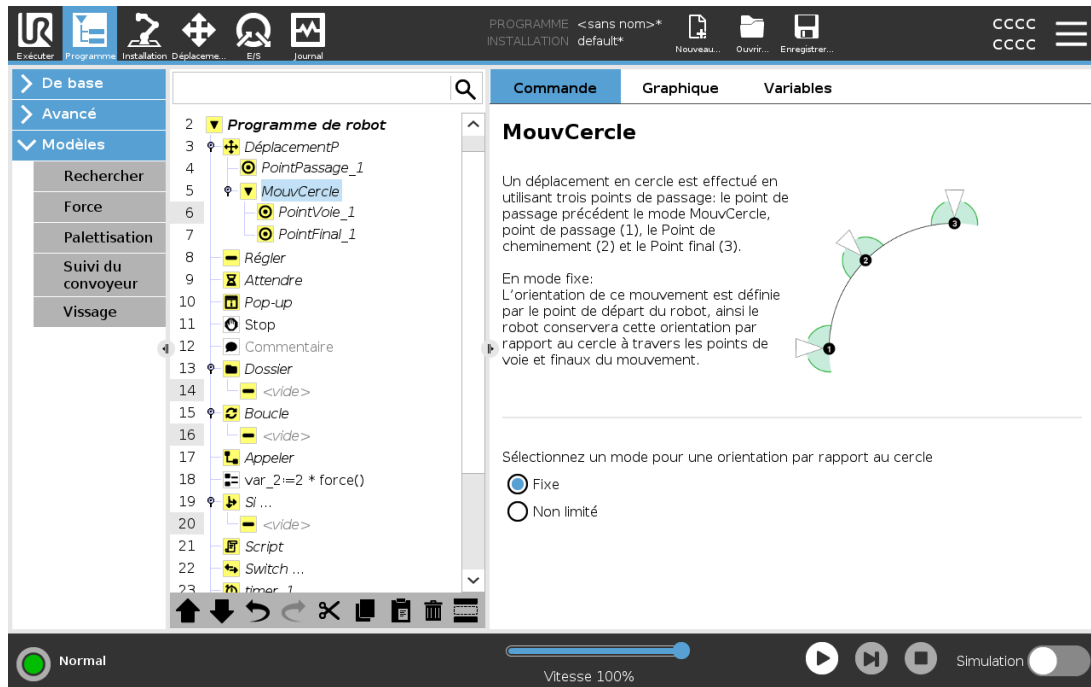 PROGRAMME <sans nom>*
INSTALLATION default*
CCCC
CCCC
Exécuter Programme Installation Déplaceme... E/S Journal
Nouveau... Ouvrir... Enregistrer...
De base
Avancé
Modèles
Rechercher
Force
Palettisation
Suivi du
convoyeur
Vissage
2 Programme de robot
3 DéplacementP
4 PointPassage_1
5 MouvCercle
6 PointVoie_1
7 PointFinal_1
8 Régler
9 Attendre
10 Pop-up
11 Stop
12 Commentaire
13 Dossier
14 <vide>
15 Boucle
16 <vide>
17 Appeler
18 var_2:=2 * force()
19 Si ...
20 <vide>
21 Script
22 Switch ...
23 timer_1
Commande Graphique Variables
MouvCercle
Un déplacement en cercle est effectué en
utilisant trois points de passage: le point de
passage précédent le mode MouvCercle,
point de passage (1), le Point de
cheminement (2) et le Point final (3).
En mode fixe:
L'orientation de ce mouvement est définie
par le point de départ du robot, ainsi le
robot conservera cette orientation par
rapport au cercle à travers les points de
voie et finaux du mouvement.
1
2
3
Sélectionnez un mode pour une orientation par rapport au cercle
Fixe
Non limité
Normal
Vitesse 100%
Simulation